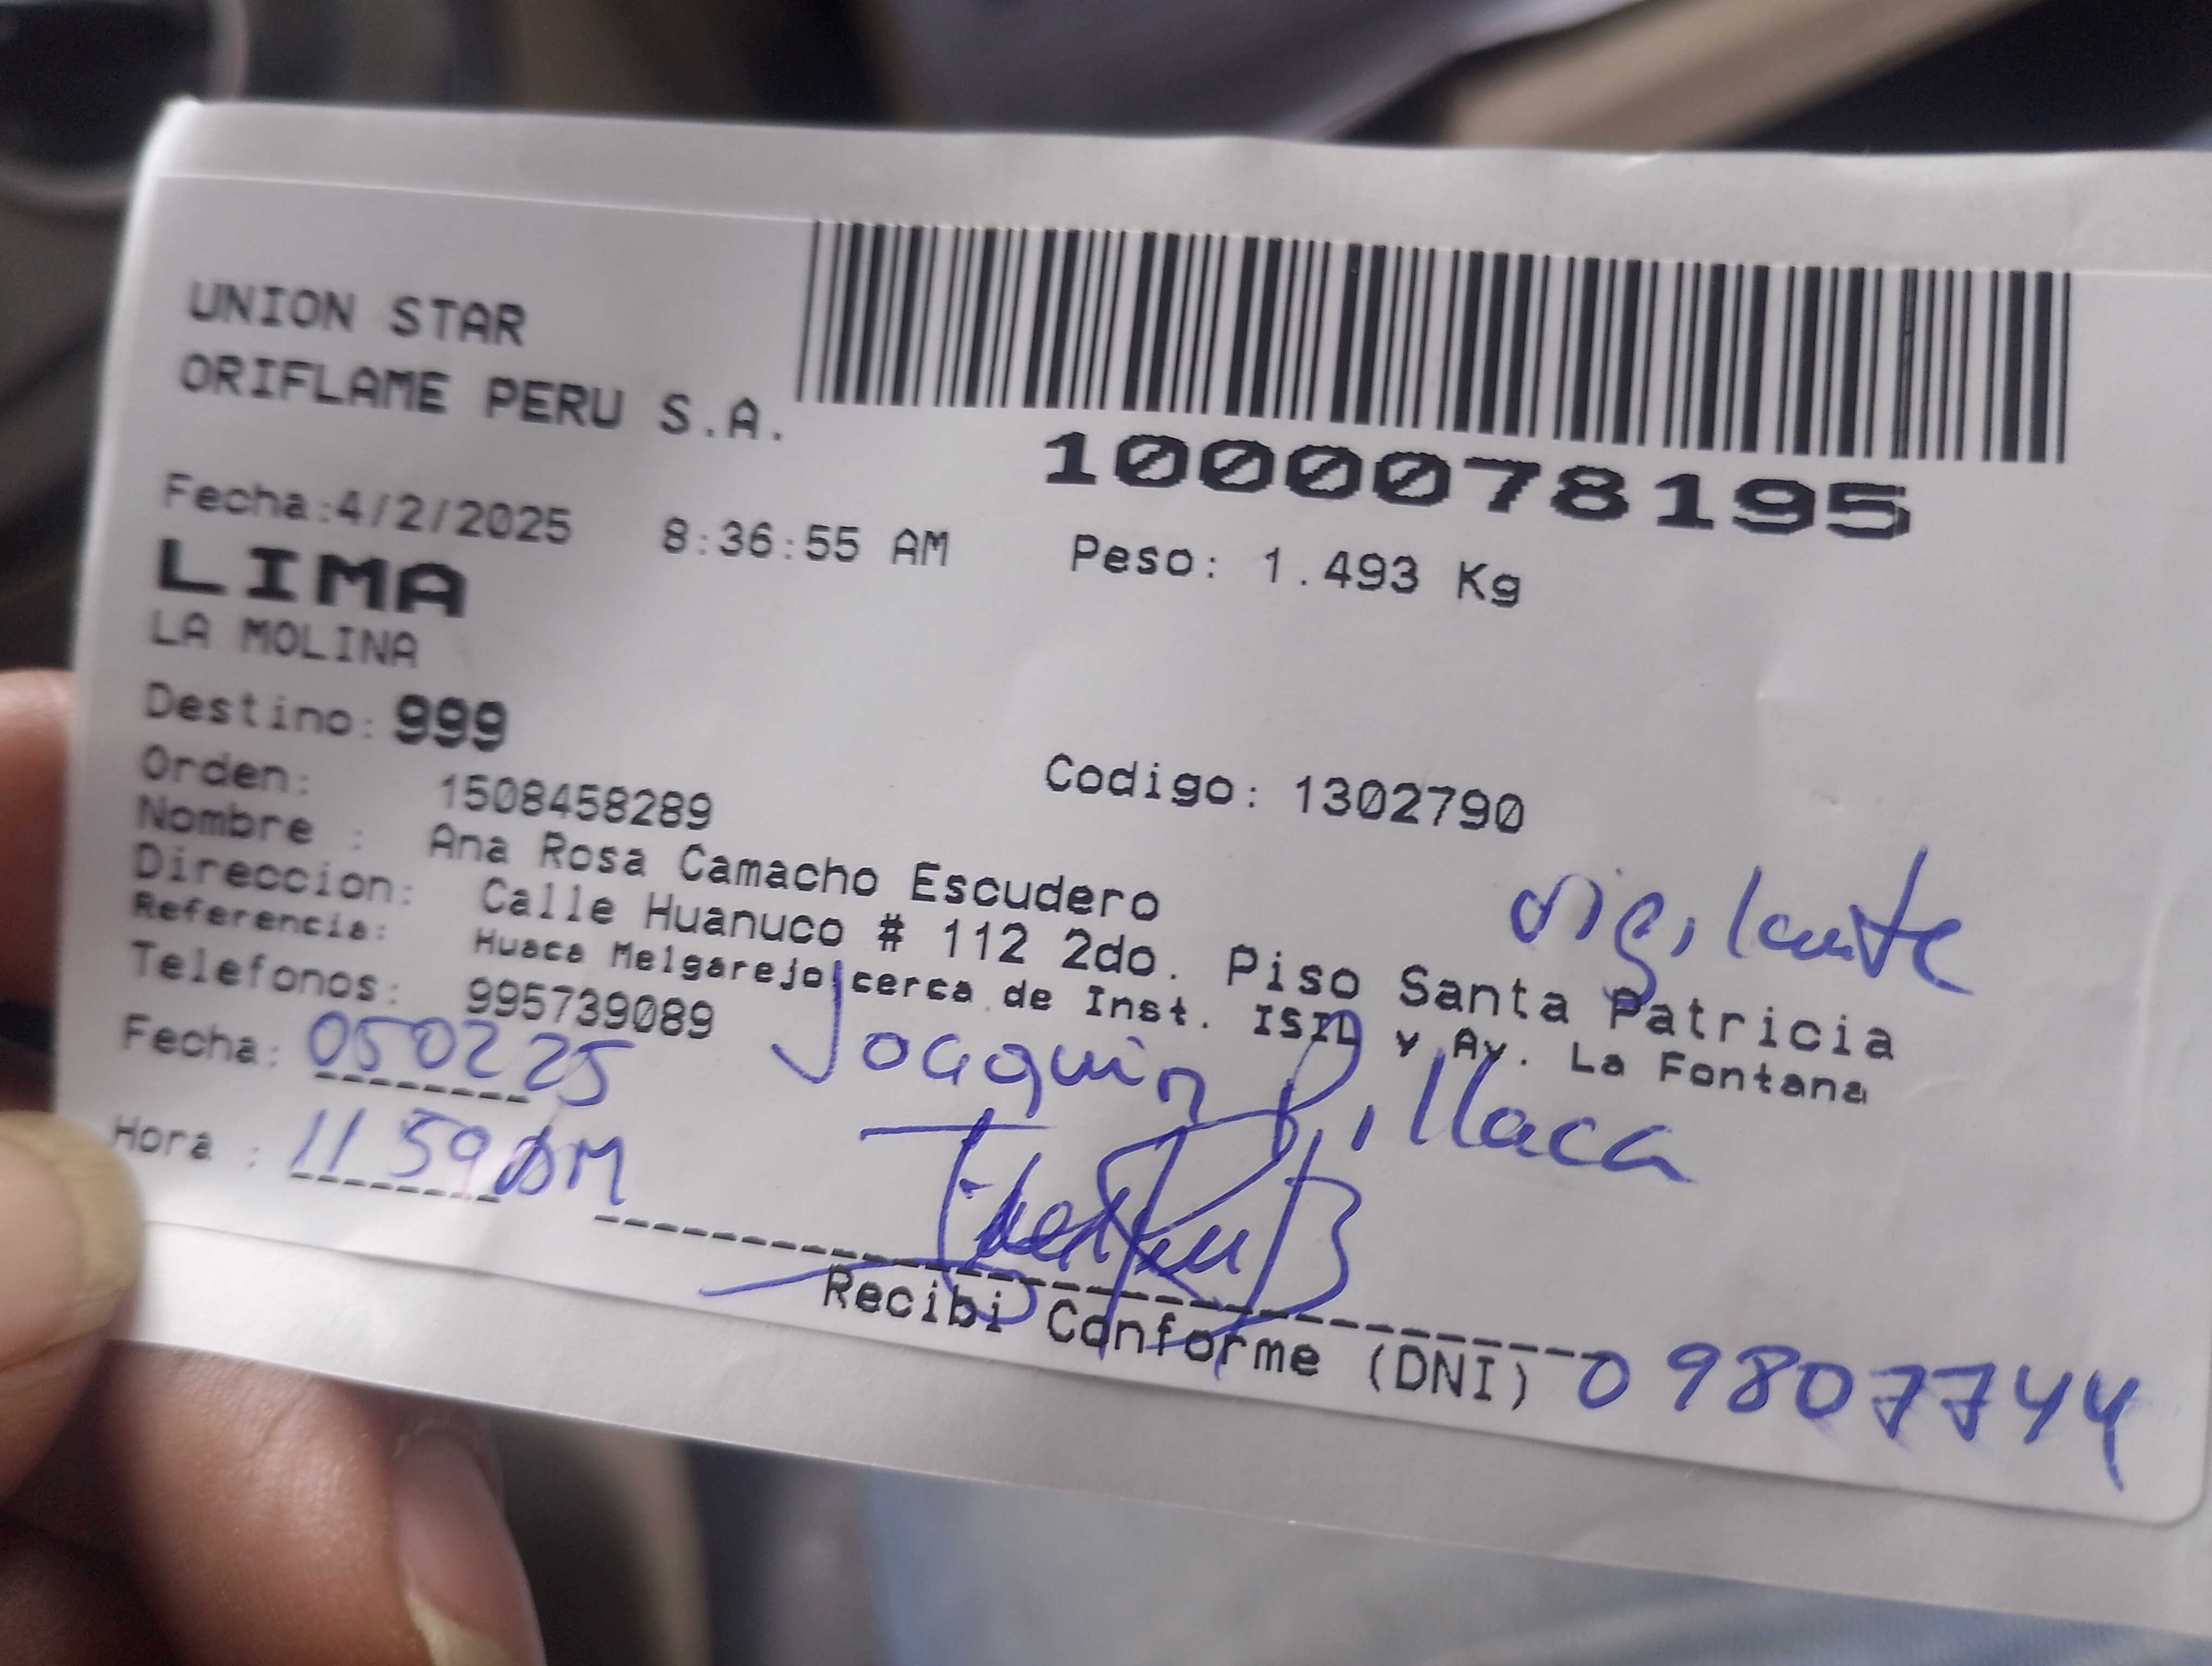 UNION STAR
ORIFLAME PERU S.A.
1000078195
Fecha:4/2/2025 8:36:55 AM Peso: 1.493 Kg
LIMA
LA MOLINA
Destino: 999
Orden: 1508458289 Codigo: 1302790
Nombre : Ana Rosa Camacho Escudero
Direccion: Calle Huanuco # 112 2do. Piso Santa Patricia
Referencia: Huaca Melgarejo cerca de Inst. ISIL y Av. La Fontana
Telefonos: 995739089
vigilante
Fecha: 050225
Joaquin Pillaca
Hora : 11 59 AM
Recibi Conforme (DNI) 09807744